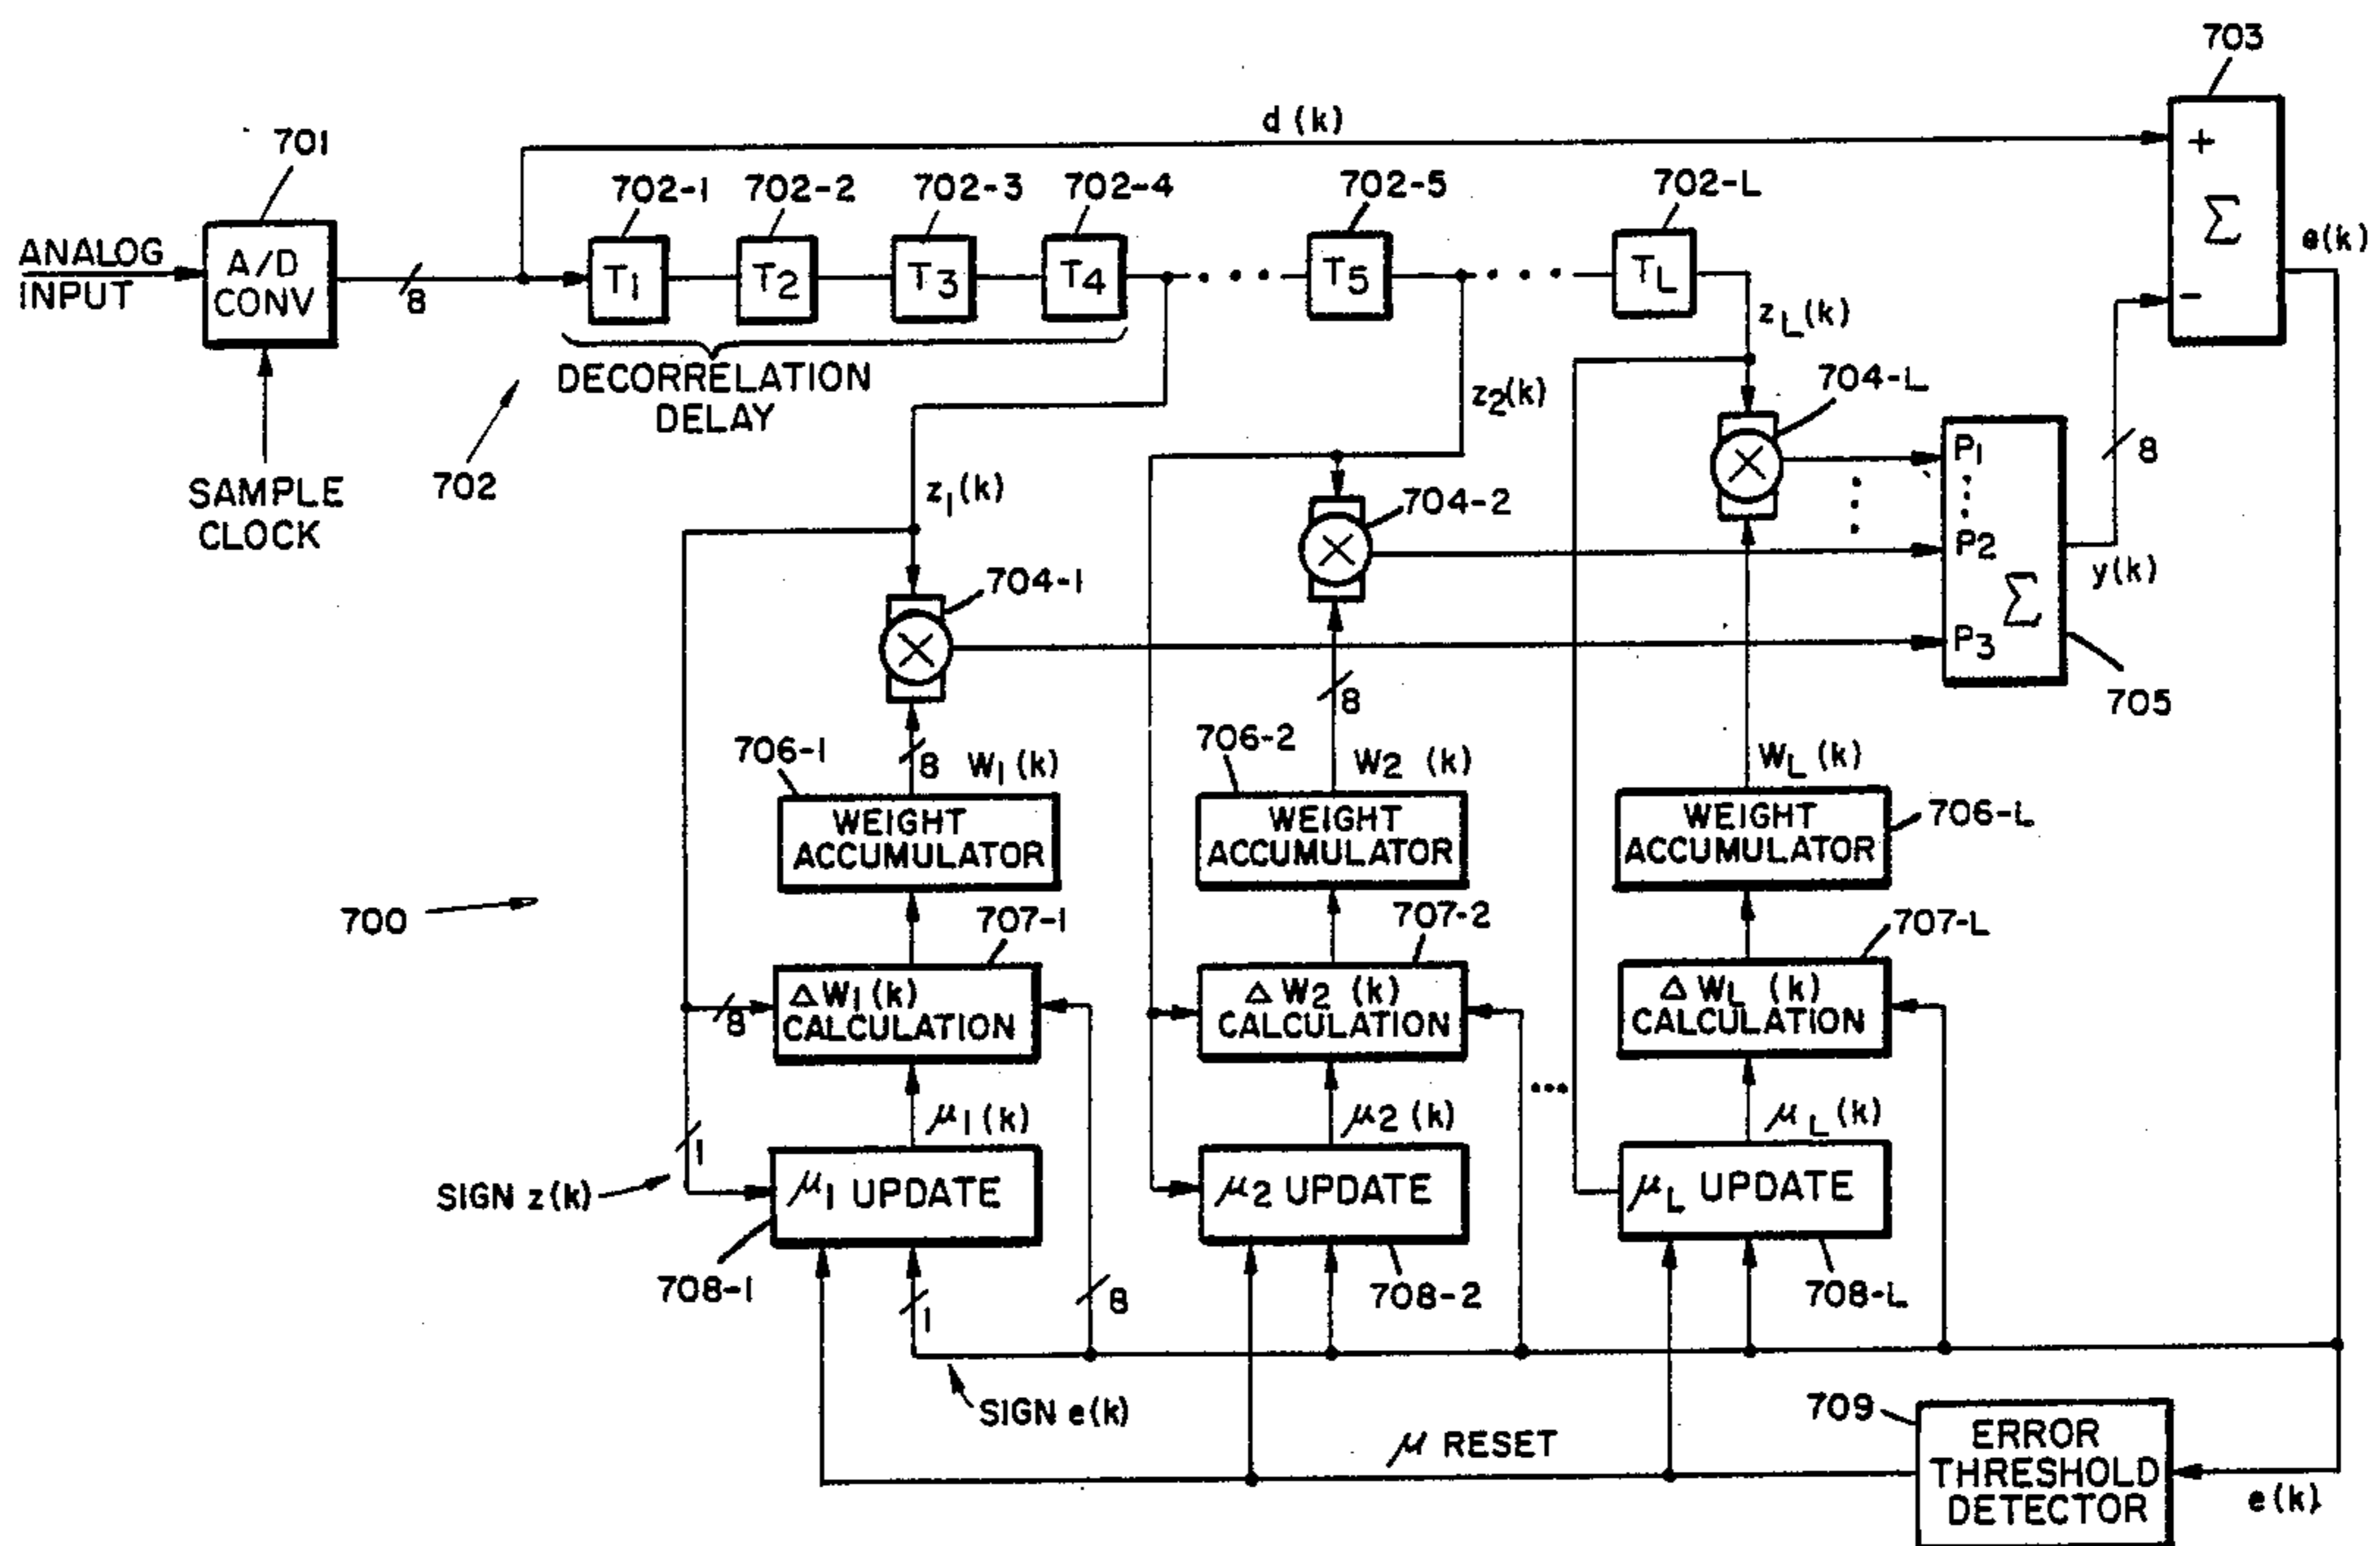 703
d (k)
701
702-1
702-2
702-3
702-4
702-5
702-L
+
Σ
e(k)
ANALOG
INPUT
A/D
CONV
8
T1
T2
T3
T4
T5
TL
−
zL(k)
DECORRELATION
DELAY
z2(k)
704-L
702
SAMPLE
CLOCK
z1(k)
704-2
P1
P2
P3
Σ
8
y(k)
704-1
705
8
706-1
8
W1(k)
706-2
W2 (k)
WL(k)
WEIGHT
ACCUMULATOR
WEIGHT
ACCUMULATOR
WEIGHT
ACCUMULATOR
706-L
700
707-1
707-2
707-L
8
ΔW1(k)
CALCULATION
ΔW2 (k)
CALCULATION
ΔWL (k)
CALCULATION
...
1
μ1(k)
μ2(k)
μL(k)
SIGN z(k)
μ1 UPDATE
μ2 UPDATE
μL UPDATE
708-1
1
8
708-2
708-L
SIGN e(k)
709
μ RESET
ERROR
THRESHOLD
DETECTOR
e(k)